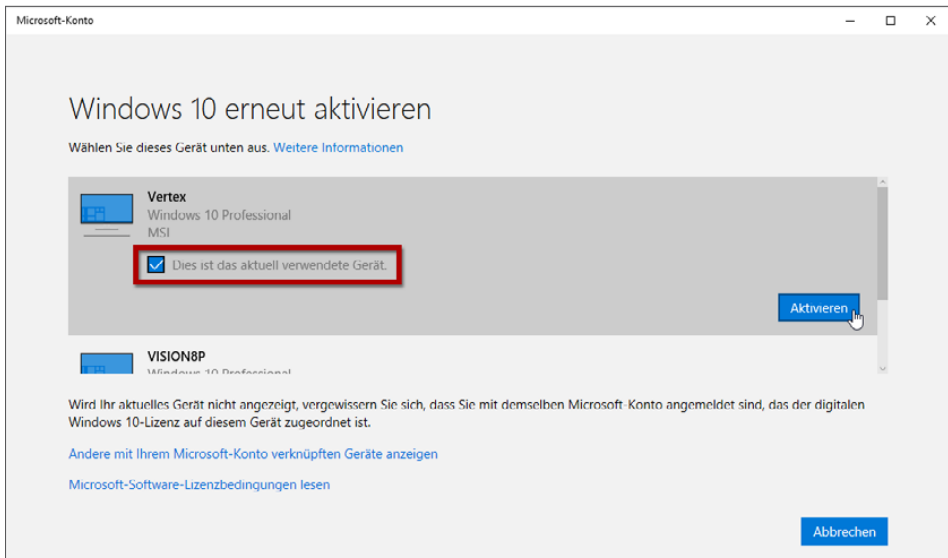 Microsoft-Konto
Windows 10 erneut aktivieren
Wählen Sie dieses Gerät unten aus. Weitere Informationen
Vertex
Windows 10 Professional
MSI
Dies ist das aktuell verwendete Gerät.
Aktivieren
VISION8P
Windows 10 Professional
Wird Ihr aktuelles Gerät nicht angezeigt, vergewissern Sie sich, dass Sie mit demselben Microsoft-Konto angemeldet sind, das der digitalen
Windows 10-Lizenz auf diesem Gerät zugeordnet ist.
Andere mit Ihrem Microsoft-Konto verknüpften Geräte anzeigen
Microsoft-Software-Lizenzbedingungen lesen
Abbrechen